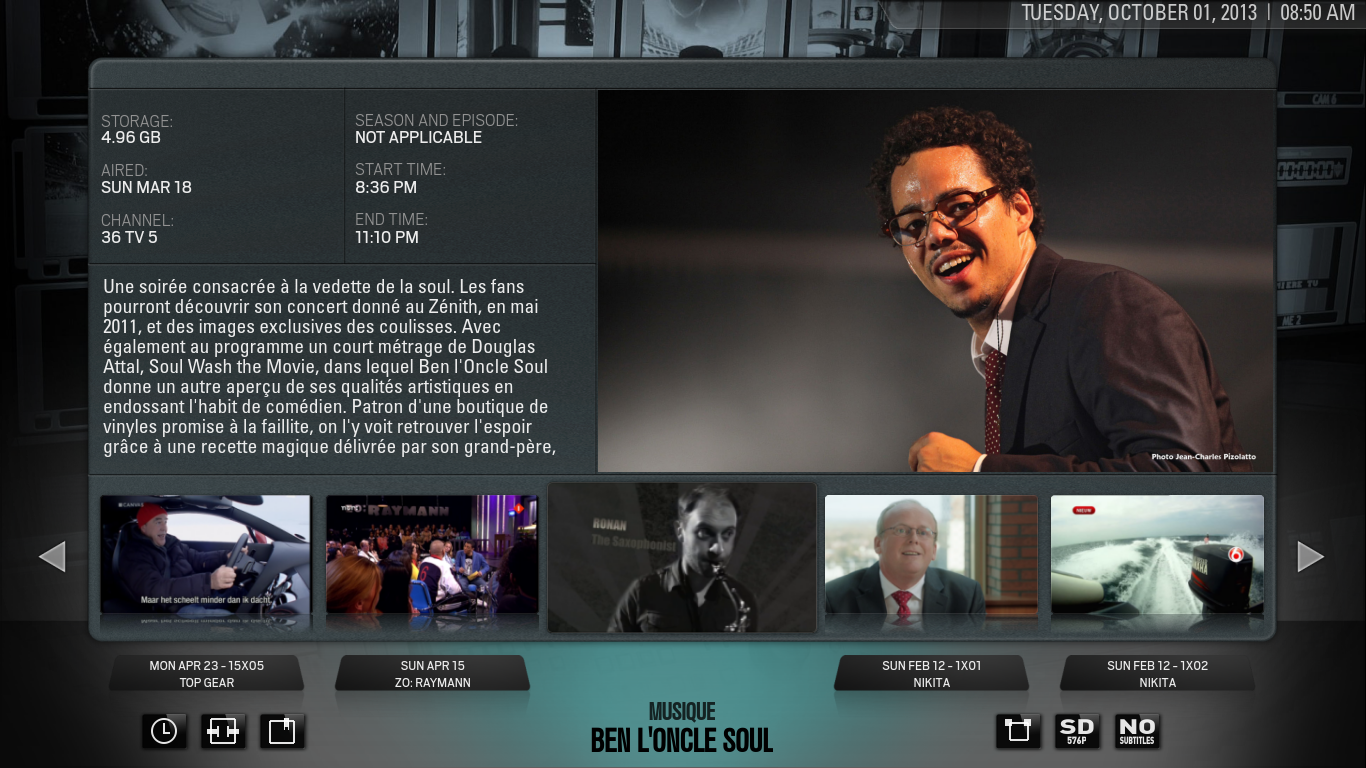 TUESDAY, OCTOBER 01, 2013 | 08:50 AM
CAM 6
STORAGE:
4.96 GB
AIRED:
SUN MAR 18
CHANNEL:
36 TV 5
SEASON AND EPISODE:
NOT APPLICABLE
START TIME:
8:36 PM
END TIME:
11:10 PM
Une soirée consacrée à la vedette de la soul. Les fans
pourront découvrir son concert donné au Zénith, en mai
2011, et des images exclusives des coulisses. Avec
également au programme un court métrage de Douglas
Attal, Soul Wash the Movie, dans lequel Ben l'Oncle Soul
donne un autre aperçu de ses qualités artistiques en
endossant l'habit de comédien. Patron d'une boutique de
vinyles promise à la faillite, on l'y voit retrouver l'espoir
grâce à une recette magique délivrée par son grand-père,
Photo Jean-Charles Pizolatto
CANVAS
Maar het scheelt minder dan ik dacht
RAYMANN
RONAN
The Saxophonist
NIEUW
6
YAMAHA
MON APR 23 - 15X05
TOP GEAR
SUN APR 15
ZO: RAYMANN
SUN FEB 12 - 1X01
NIKITA
SUN FEB 12 - 1X02
NIKITA
MUSIQUE
BEN L'ONCLE SOUL
SD
576P
NO
SUBTITLES